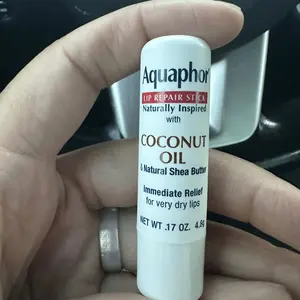 Aquaphor
LIP REPAIR STICK
Naturally Inspired
with
COCONUT
OIL
& Natural Shea Butter
Immediate Relief
for very dry lips
NET WT .17 OZ. 4.8g